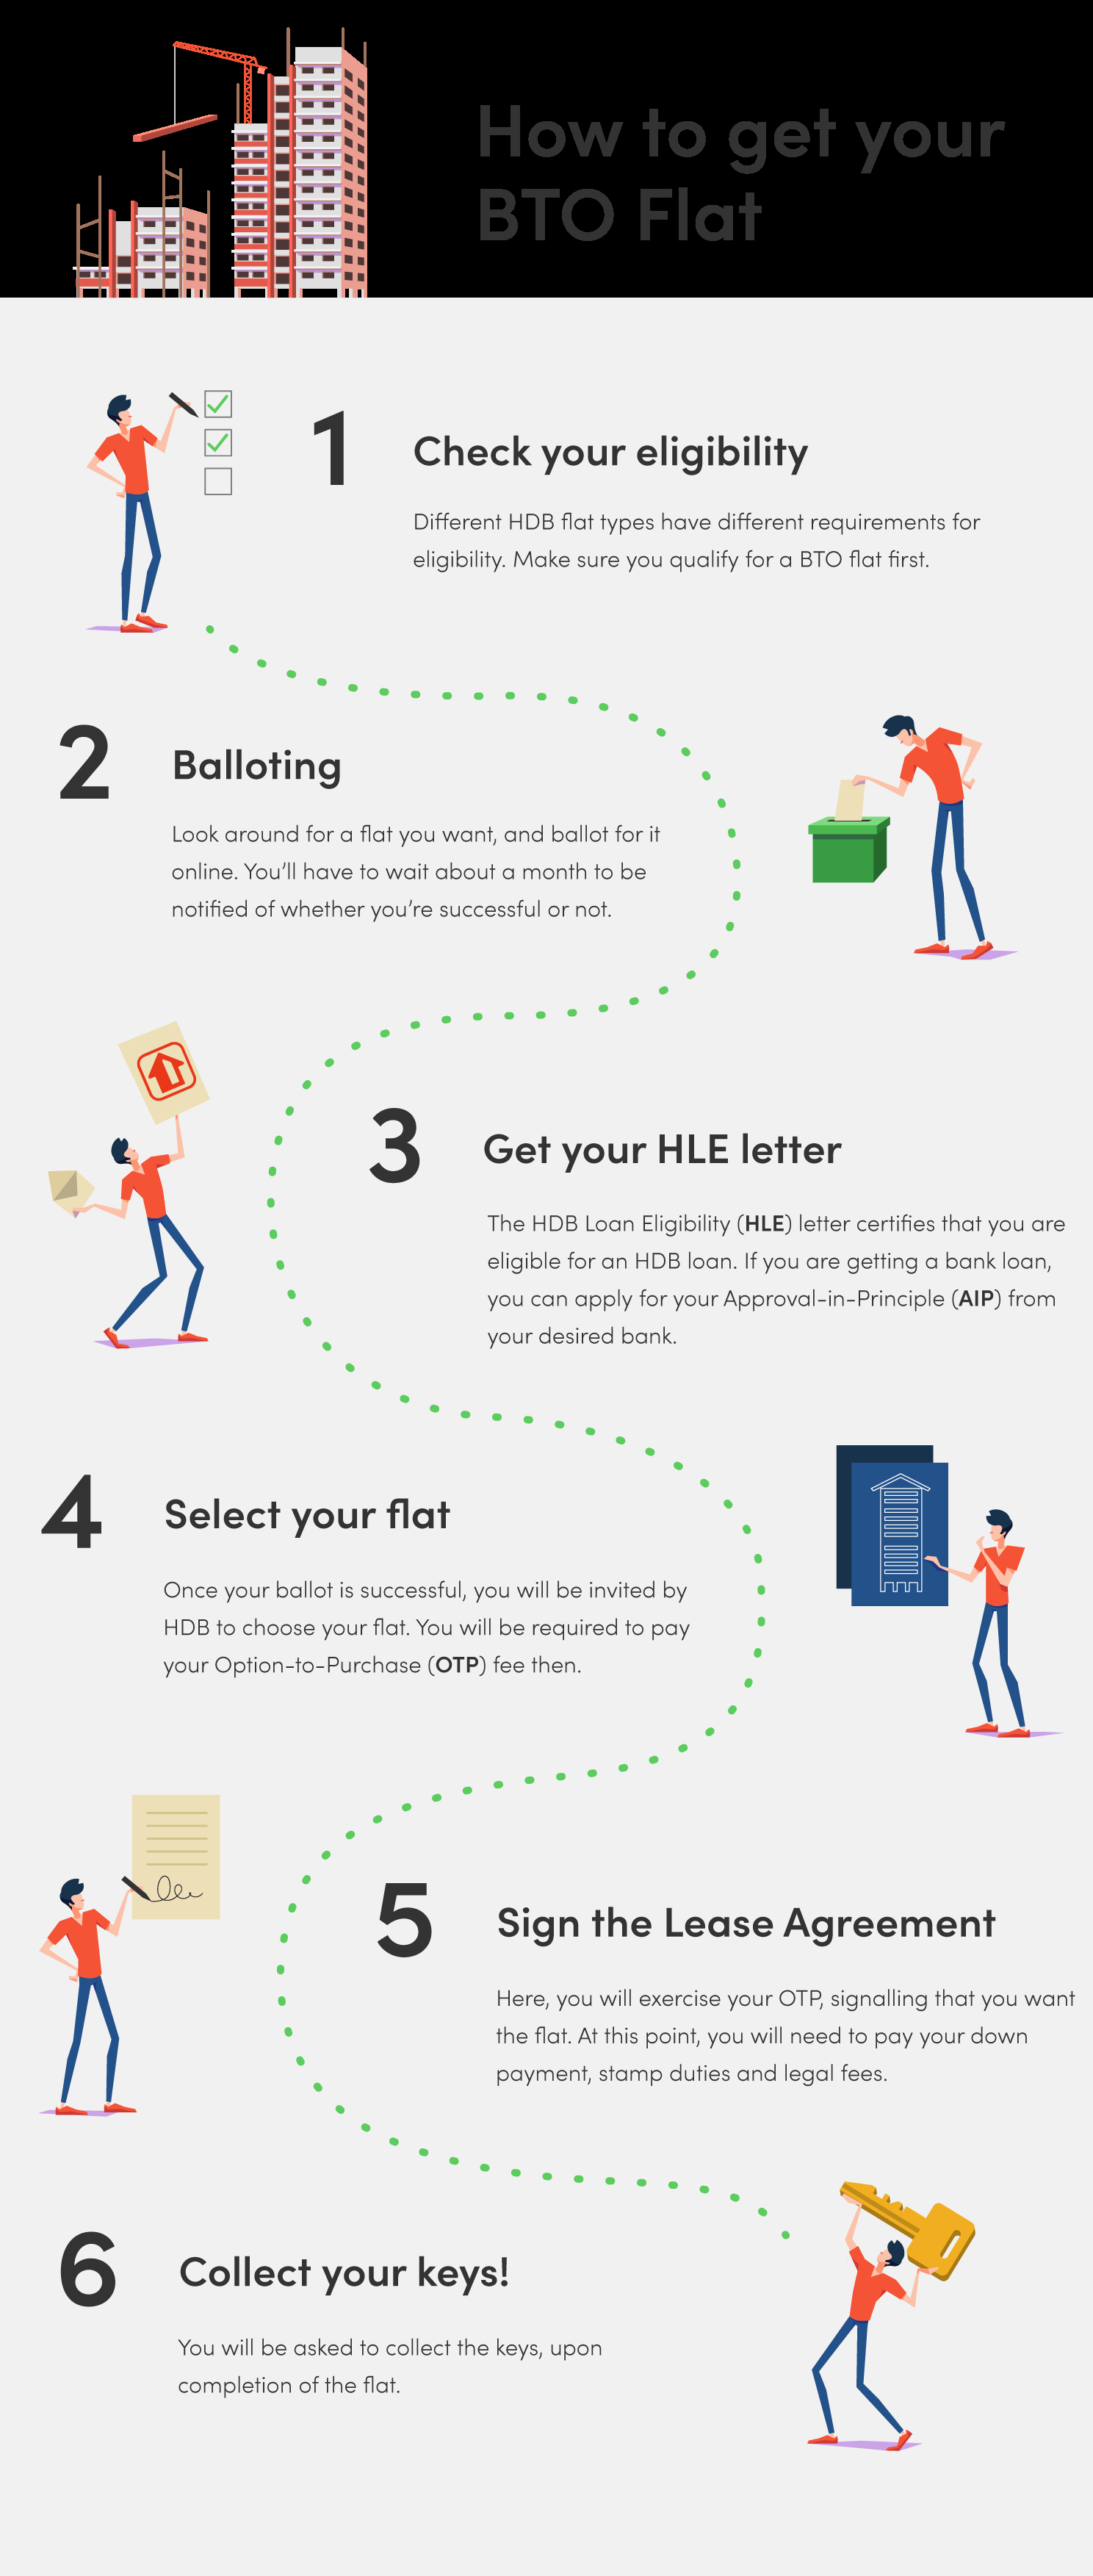 How to get your
BTO Flat
1
Check your eligibility
Different HDB flat types have different requirements for
eligibility. Make sure you qualify for a BTO flat first.
2
Balloting
Look around for a flat you want, and ballot for it
online. You’ll have to wait about a month to be
notified of whether you’re successful or not.
3
Get your HLE letter
The HDB Loan Eligibility (HLE) letter certifies that you are
eligible for an HDB loan. If you are getting a bank loan,
you can apply for your Approval-in-Principle (AIP) from
your desired bank.
4
Select your flat
Once your ballot is successful, you will be invited by
HDB to choose your flat. You will be required to pay
your Option-to-Purchase (OTP) fee then.
5
Sign the Lease Agreement
Here, you will exercise your OTP, signalling that you want
the flat. At this point, you will need to pay your down
payment, stamp duties and legal fees.
6
Collect your keys!
You will be asked to collect the keys, upon
completion of the flat.